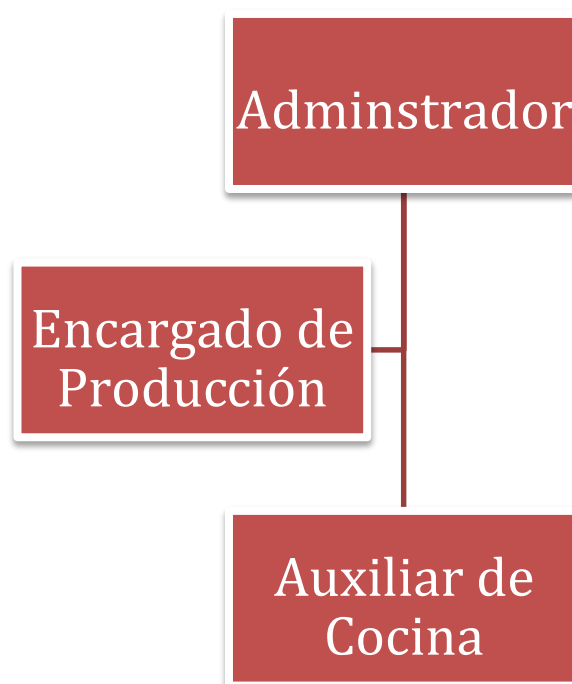 Adminstrador
Encargado de
Producción
Auxiliar de
Cocina